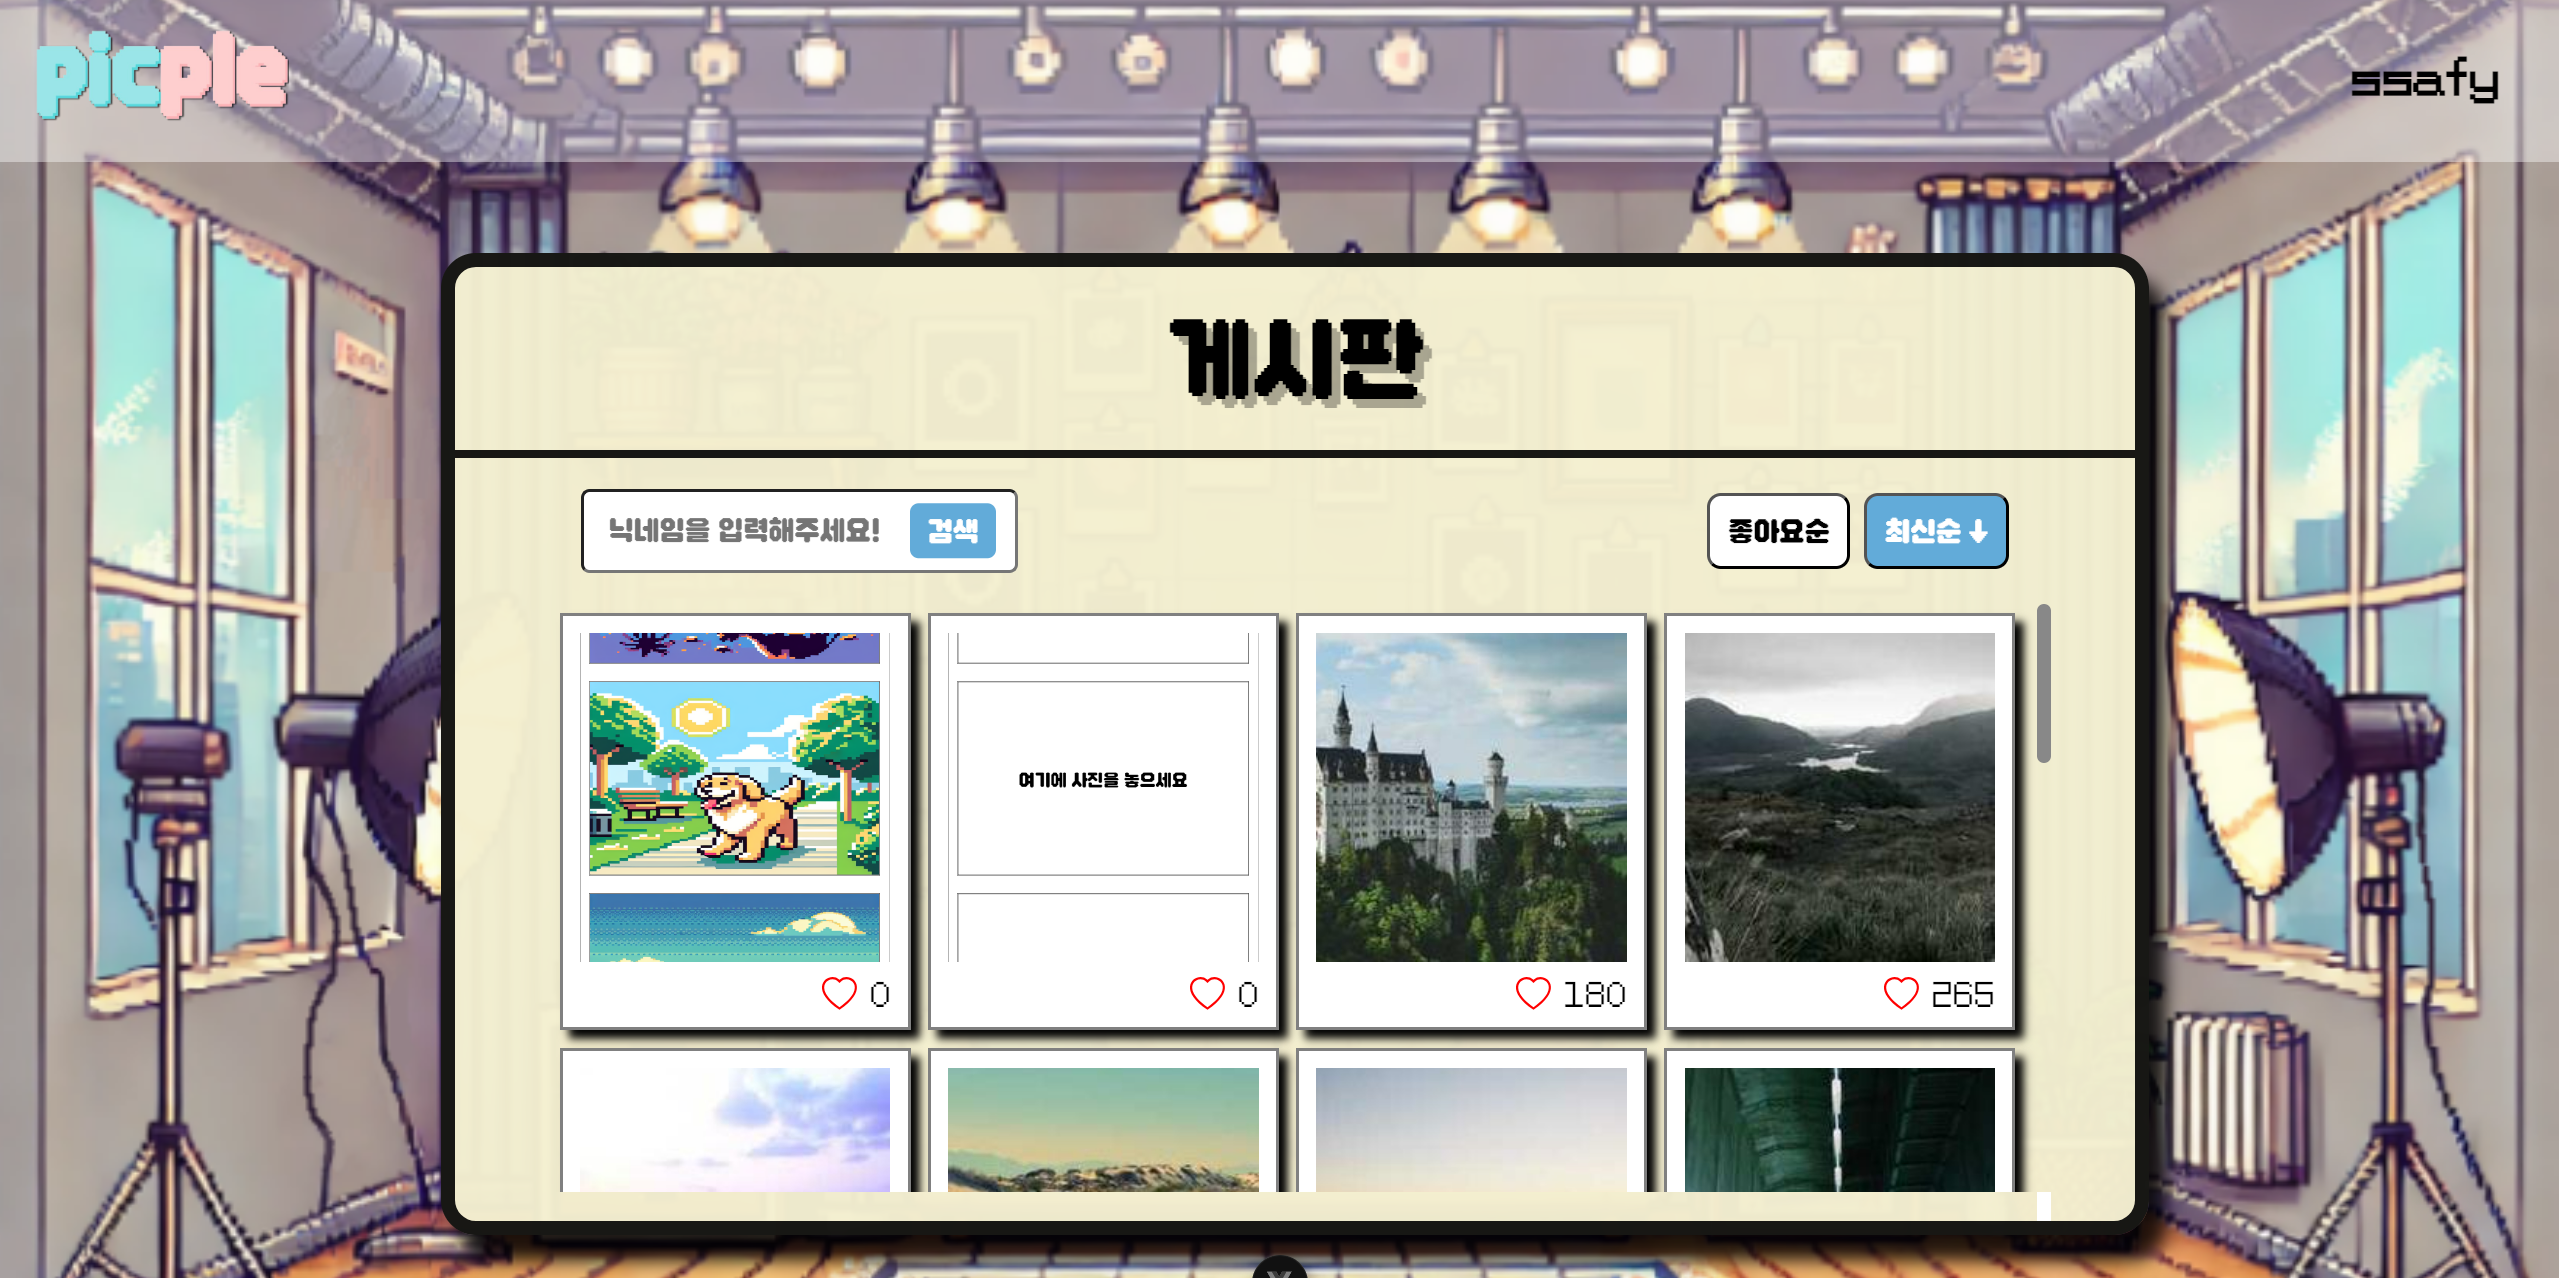 picple
ssafy
게시판
닉네임을 입력해주세요!
검색
좋아요순
최신순 ↓
여기에 사진을 놓으세요
0
0
180
265